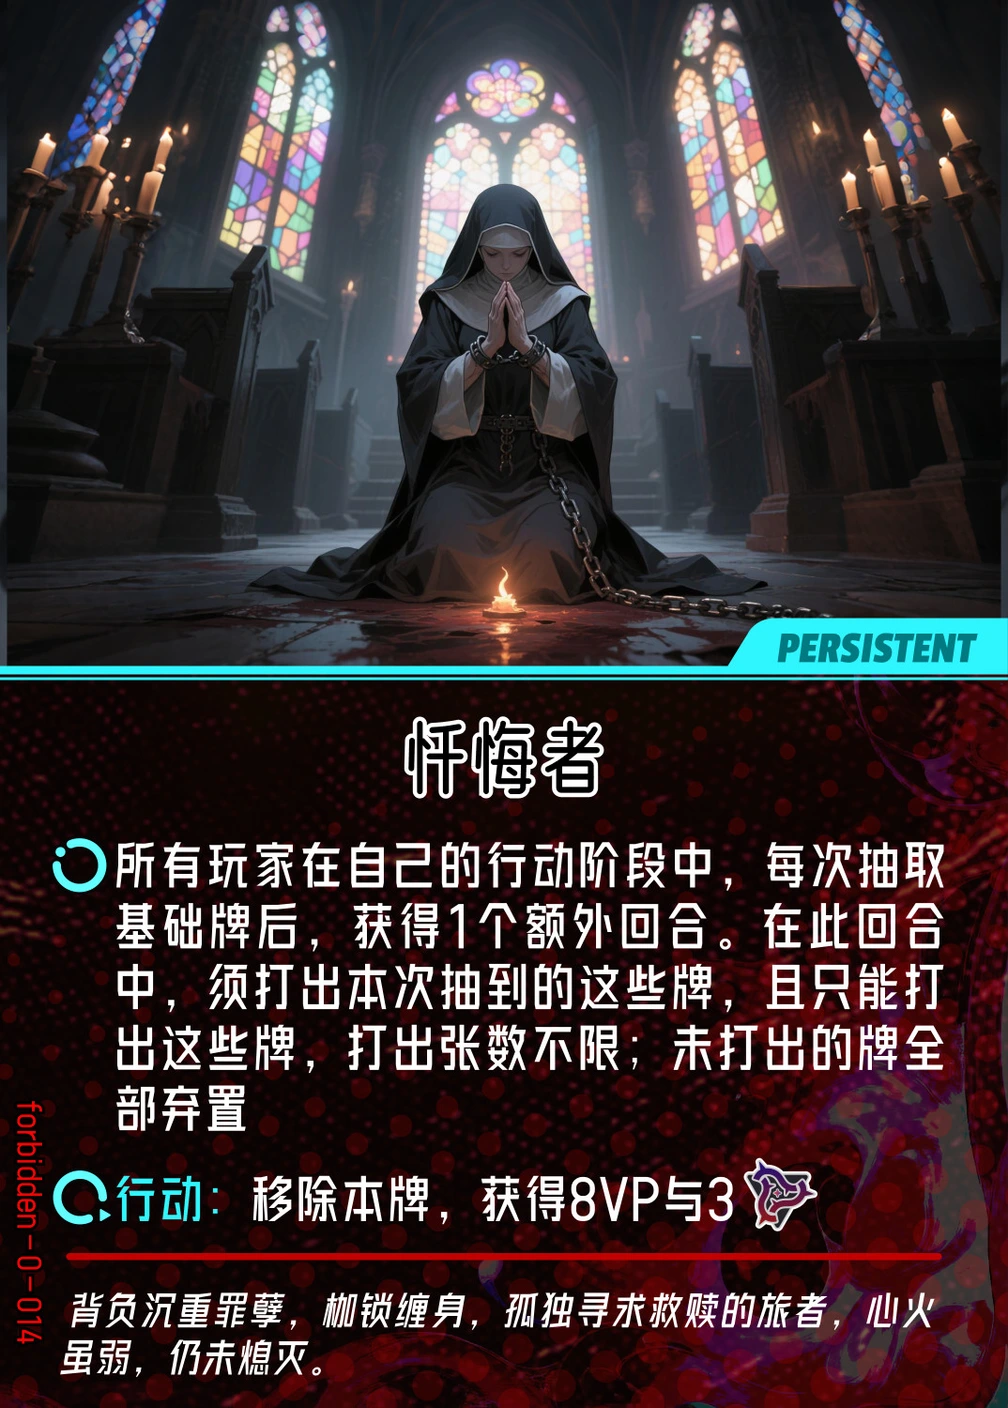 PERSISTENT
忏悔者
所有玩家在自己的行动阶段中，每次抽取
基础牌后，获得1个额外回合。在此回合
中，须打出本次抽到的这些牌，且只能打
出这些牌，打出张数不限；未打出的牌全
部弃置
行动：移除本牌，获得8VP与3
背负沉重罪孽，枷锁缠身，孤独寻求救赎的旅者，心火
虽弱，仍未熄灭。
forbidden-0-014